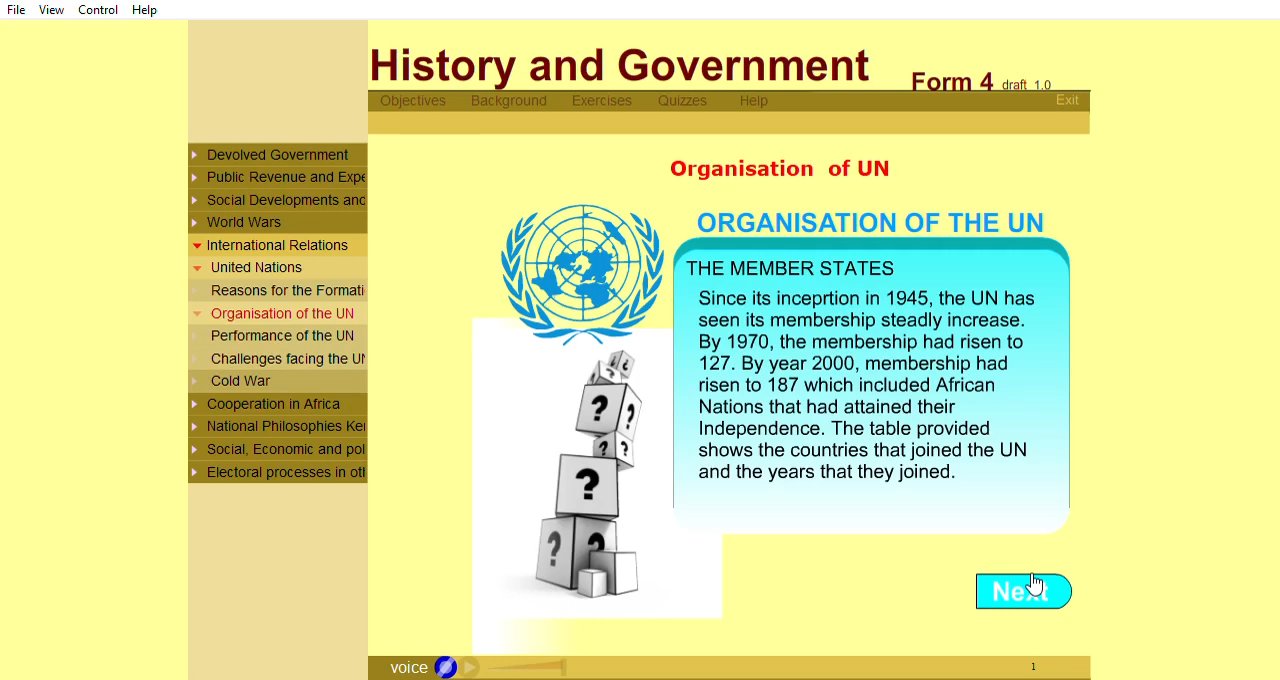 File View Control Help
History and Government
Form 4 draft 1.0
Objectives Background Exercises Quizzes Help Exit
Devolved Government
Public Revenue and Expe
Social Developments and
World Wars
International Relations
United Nations
Reasons for the Formati
Organisation of the UN
Performance of the UN
Challenges facing the UN
Cold War
Cooperation in Africa
National Philosophies Ke
Social, Economic and pol
Electoral processes in ot
Organisation of UN
ORGANISATION OF THE UN
THE MEMBER STATES
Since its inceprtion in 1945, the UN has
seen its membership steadily increase.
By 1970, the membership had risen to
127. By year 2000, membership had
risen to 187 which included African
Nations that had attained their
Independence. The table provided
shows the countries that joined the UN
and the years that they joined.
?
?
?
?
?
?
?
?
?
Next
voice
1